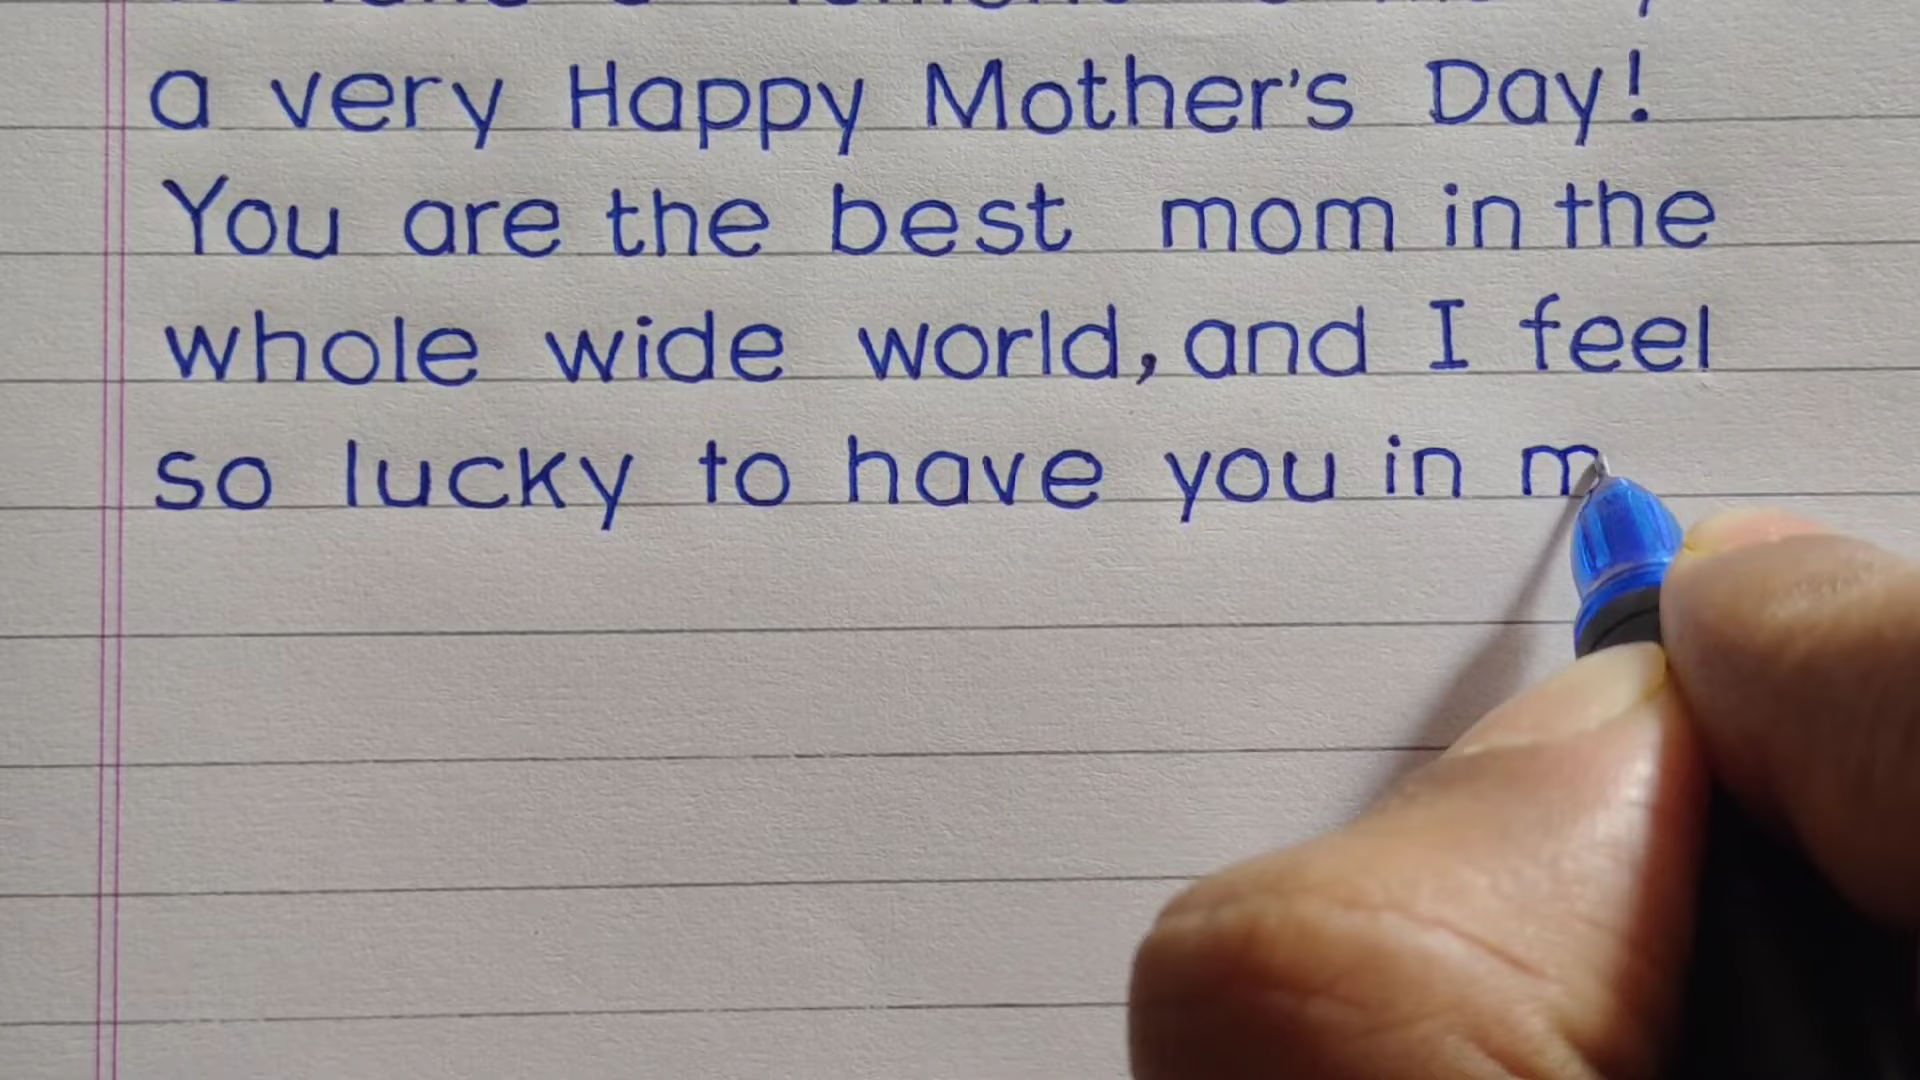 a very Happy Mother's Day!
You are the best mom in the
whole wide world, and I feel
so lucky to have you in m